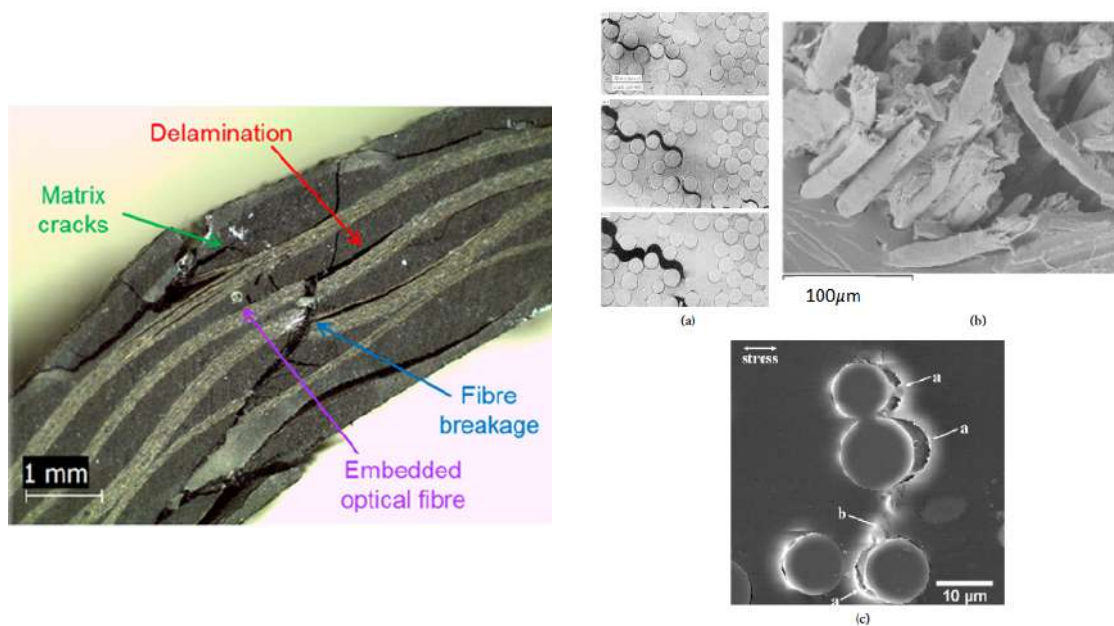 Delamination
Matrix
cracks
Fibre
breakage
Embedded
optical fibre
1 mm
(a)
100μm
(b)
stress
a
a
b
a
10 μm
(c)